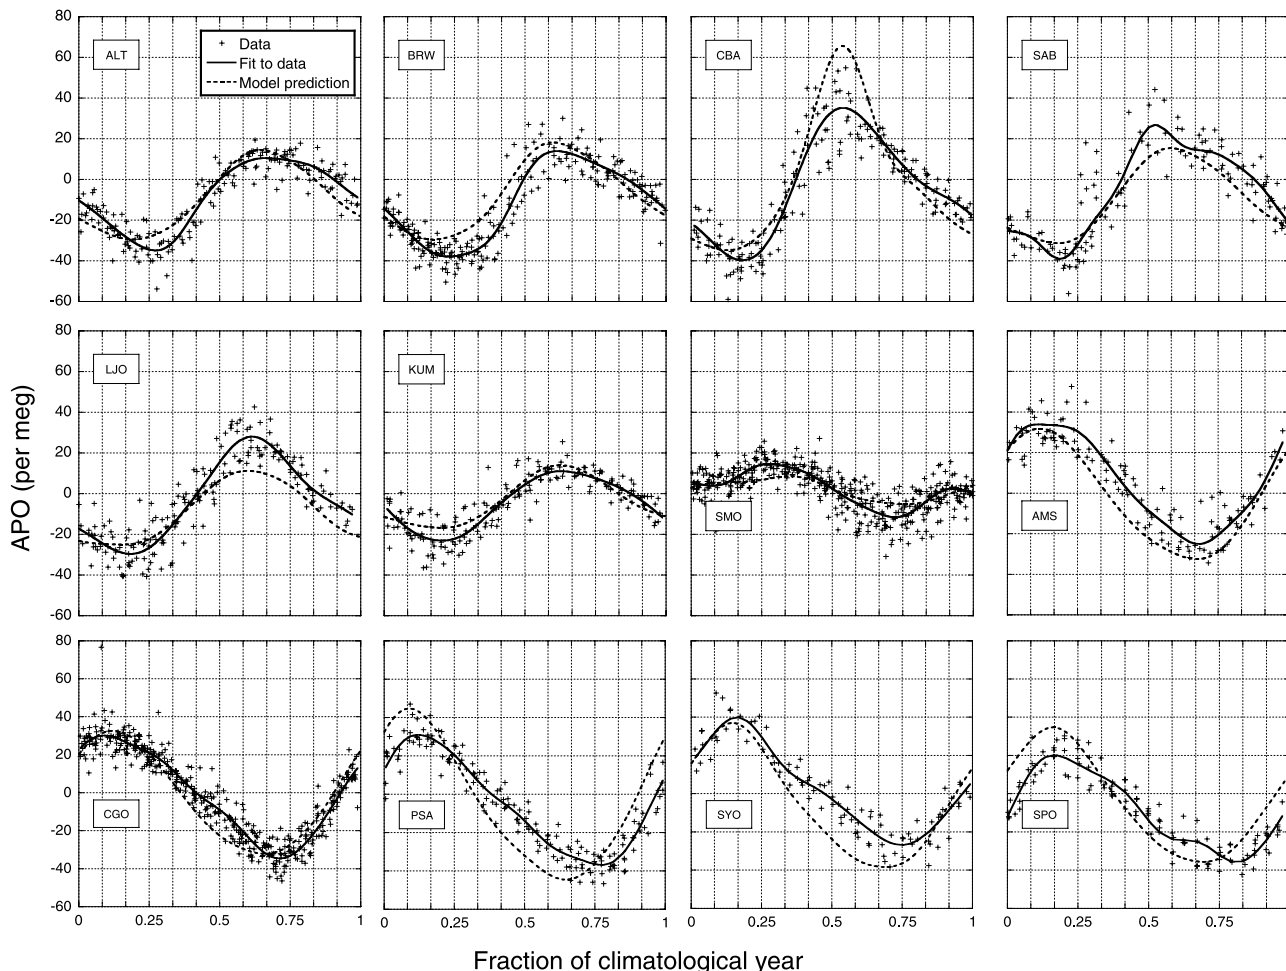 80
60
40
20
0
-20
-40
-60
ALT
Data
Fit to data
Model prediction
BRW
CBA
SAB
80
60
40
20
0
-20
-40
-60
LJO
KUM
SMO
AMS
APO (per meg)
80
60
40
20
0
-20
-40
-60
CGO
PSA
SYO
SPO
0 0.25 0.5 0.75 1
0 0.25 0.5 0.75 1
0 0.25 0.5 0.75 1
0 0.25 0.5 0.75
Fraction of climatological year